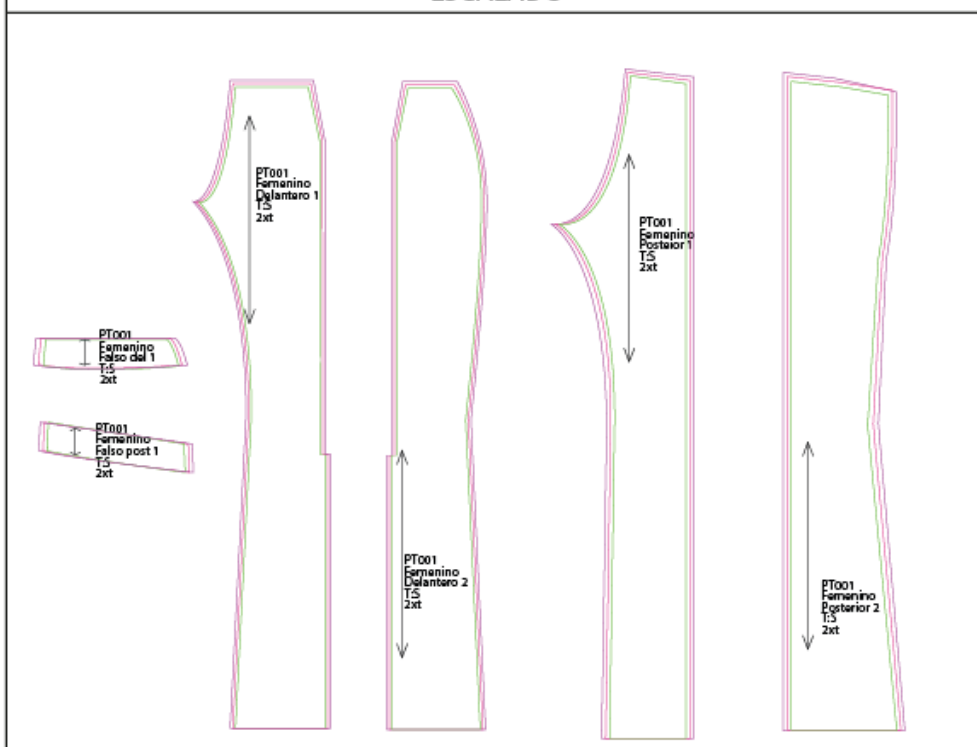 PT001
Femenino
Delantero 1
T:S
2xt
PT001
Femenino
Posterior 1
T:S
2xt
PT001
Femenino
Falso del 1
T:S
2xt
PT001
Femenino
Falso post 1
T:S
2xt
PT001
Femenino
Delantero 2
T:S
2xt
PT001
Femenino
Posterior 2
T:S
2xt